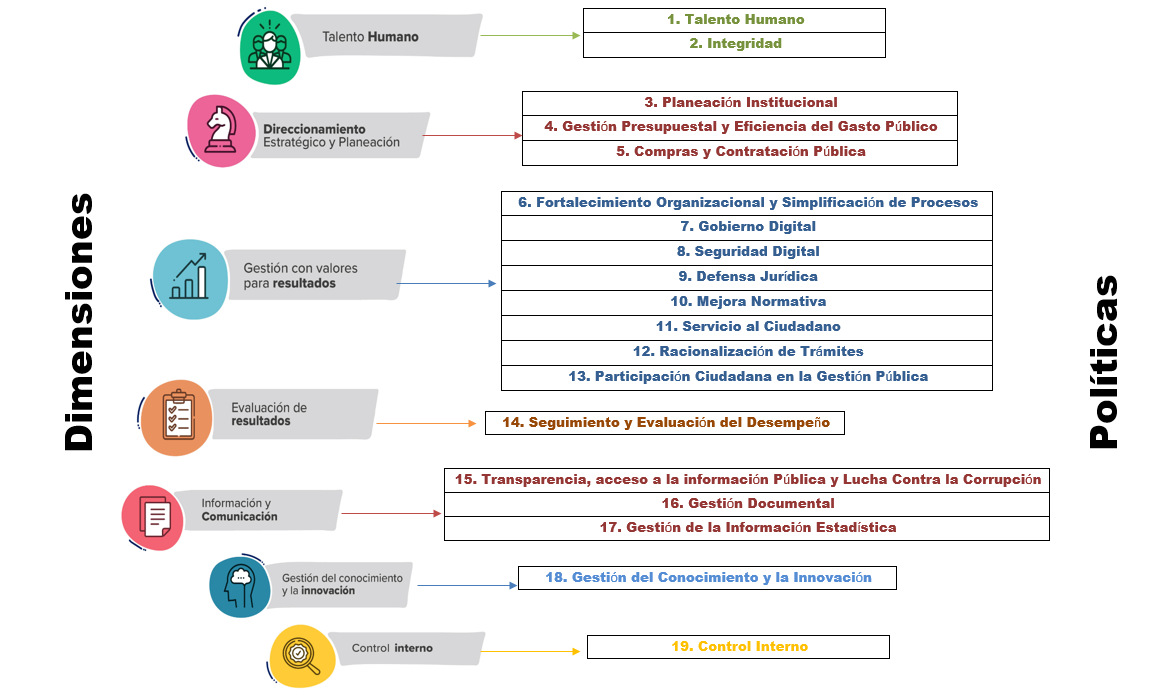 Dimensiones
Talento Humano
1. Talento Humano
2. Integridad
Direccionamiento
Estratégico y Planeación
3. Planeación Institucional
4. Gestión Presupuestal y Eficiencia del Gasto Público
5. Compras y Contratación Pública
Gestión con valores
para resultados
6. Fortalecimiento Organizacional y Simplificación de Procesos
7. Gobierno Digital
8. Seguridad Digital
9. Defensa Jurídica
10. Mejora Normativa
11. Servicio al Ciudadano
12. Racionalización de Trámites
13. Participación Ciudadana en la Gestión Pública
Evaluación de
resultados
14. Seguimiento y Evaluación del Desempeño
Información y
Comunicación
15. Transparencia, acceso a la información Pública y Lucha Contra la Corrupción
16. Gestión Documental
17. Gestión de la Información Estadística
Gestión del conocimiento
y la innovación
18. Gestión del Conocimiento y la Innovación
Control interno
19. Control Interno
Políticas